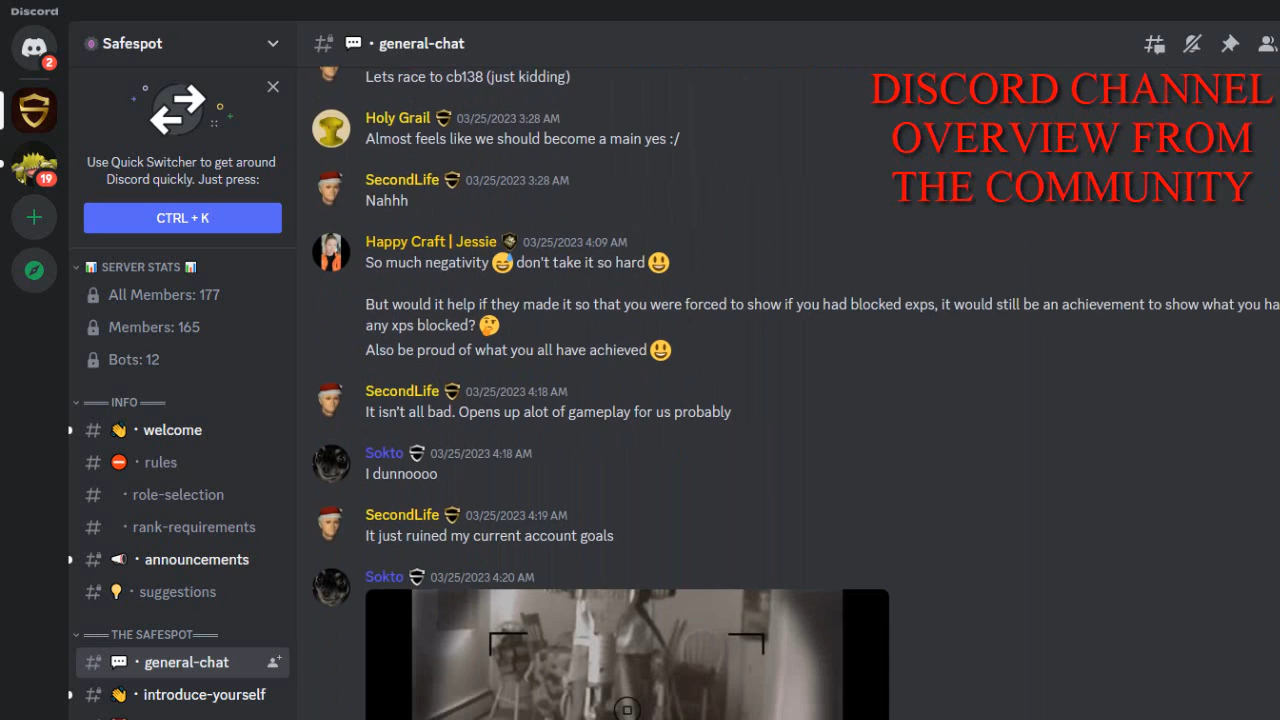 Discord
2
19
Safespot
Use Quick Switcher to get around
Discord quickly. Just press:
CTRL + K
SERVER STATS
All Members: 177
Members: 165
Bots: 12
═══ INFO ═══
# · welcome
# · rules
# · role-selection
# · rank-requirements
# · announcements
# · suggestions
═══ THE SAFESPOT═══
# · general-chat
# · introduce-yourself
# · general-chat
Lets race to cb138 (just kidding)
Holy Grail 03/25/2023 3:28 AM
Almost feels like we should become a main yes :/
SecondLife 03/25/2023 3:28 AM
Nahhh
Happy Craft | Jessie 03/25/2023 4:09 AM
So much negativity 😅 don't take it so hard 😃
But would it help if they made it so that you were forced to show if you had blocked exps, it would still be an achievement to show what you ha
any xps blocked? 🤔
Also be proud of what you all have achieved 😃
SecondLife 03/25/2023 4:18 AM
It isn't all bad. Opens up alot of gameplay for us probably
Sokto 03/25/2023 4:18 AM
I dunnoooo
SecondLife 03/25/2023 4:19 AM
It just ruined my current account goals
Sokto 03/25/2023 4:20 AM
DISCORD CHANNEL
OVERVIEW FROM
THE COMMUNITY